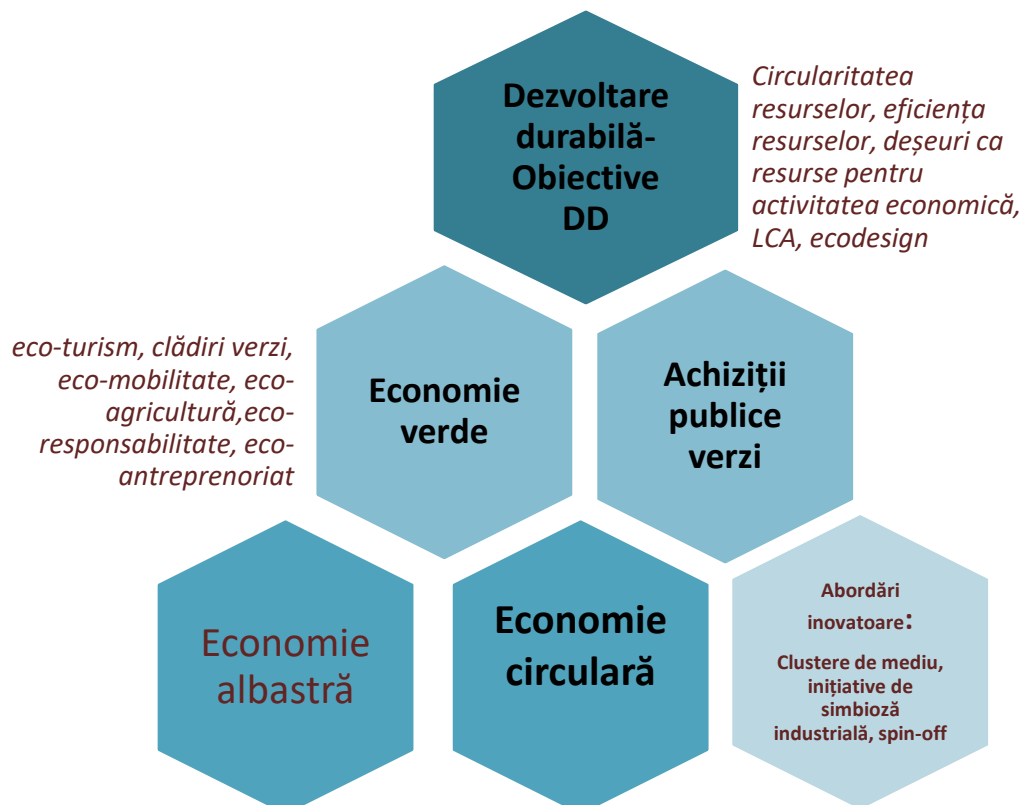 Dezvoltare
durabilă-
Obiective
DD
Circularitatea
resurselor, eficiența
resurselor, deșeuri ca
resurse pentru
activitatea economică,
LCA, ecodesign
eco-turism, clădiri verzi,
eco-mobilitate, eco-
agricultură,eco-
responsabilitate, eco-
antreprenoriat
Economie
verde
Achiziții
publice
verzi
Economie
albastră
Economie
circulară
Abordări
inovatoare:
Clustere de mediu,
inițiative de
simbioză
industrială, spin-off